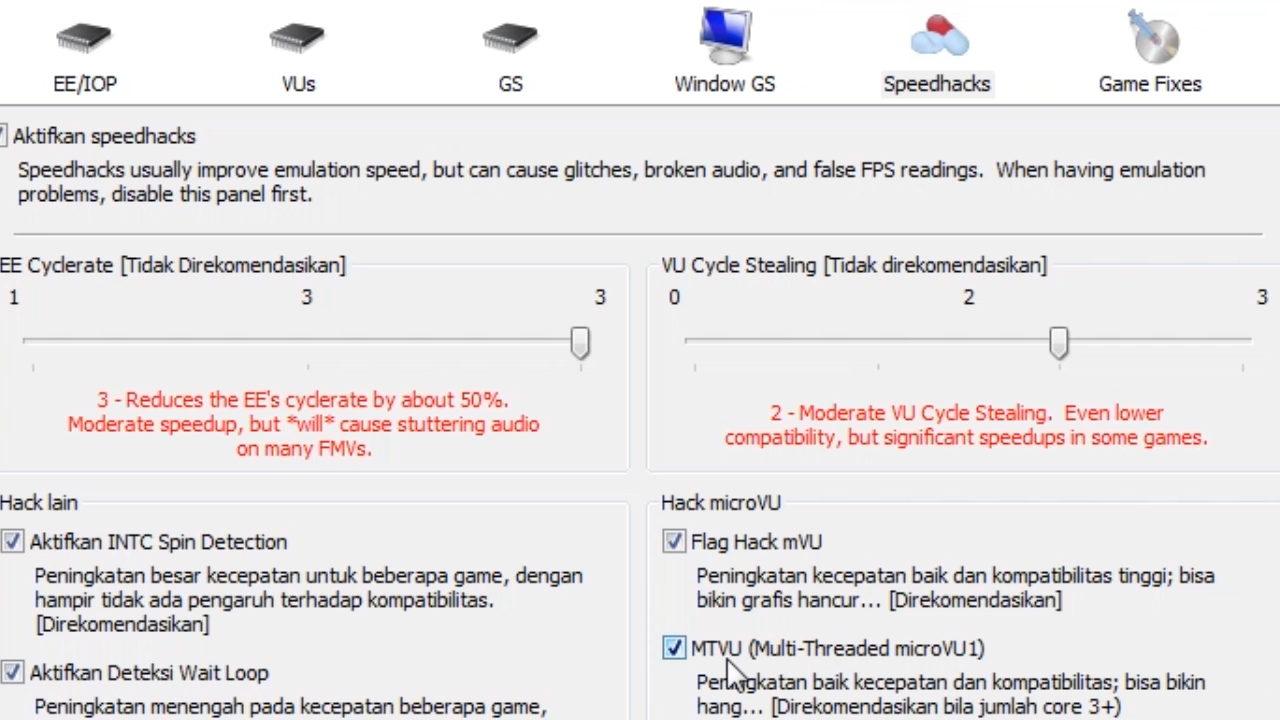 EE/IOP
VUs
GS
Window GS
Speedhacks
Game Fixes
Aktifkan speedhacks
Speedhacks usually improve emulation speed, but can cause glitches, broken audio, and false FPS readings.  When having emulation
problems, disable this panel first.
EE Cyclerate [Tidak Direkomendasikan]
1 3 3
3 - Reduces the EE's cyclerate by about 50%.
Moderate speedup, but *will* cause stuttering audio
on many FMVs.
VU Cycle Stealing [Tidak direkomendasikan]
0 2 3
2 - Moderate VU Cycle Stealing.  Even lower
compatibility, but significant speedups in some games.
Hack lain
Aktifkan INTC Spin Detection
Peningkatan besar kecepatan untuk beberapa game, dengan
hampir tidak ada pengaruh terhadap kompatibilitas.
[Direkomendasikan]
Aktifkan Deteksi Wait Loop
Peningkatan menengah pada kecepatan beberapa game,
Hack microVU
Flag Hack mVU
Peningkatan kecepatan baik dan kompatibilitas tinggi; bisa
bikin grafis hancur... [Direkomendasikan]
MTVU (Multi-Threaded microVU1)
Peningkatan baik kecepatan dan kompatibilitas; bisa bikin
hang... [Direkomendasikan bila jumlah core 3+)